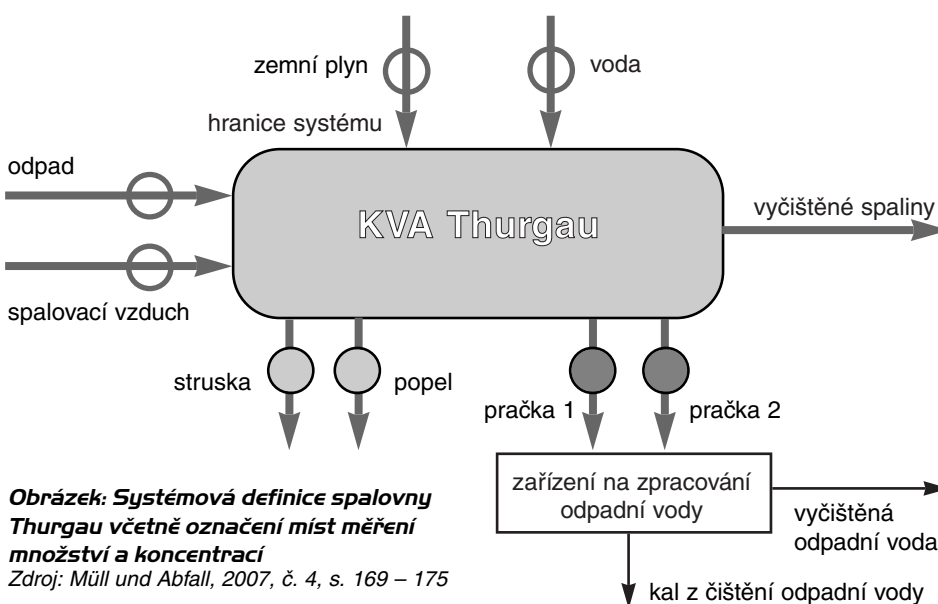 zemní plyn
voda
hranice systému
odpad
KVA Thurgau
vyčištěné spaliny
spalovací vzduch
struska
popel
pračka 1
pračka 2
zařízení na zpracování
odpadní vody
vyčištěná
odpadní voda
kal z čištění odpadní vody
Obrázek: Systémová definice spalovny
Thurgau včetně označení míst měření
množství a koncentrací
Zdroj: Müll und Abfall, 2007, č. 4, s. 169 – 175